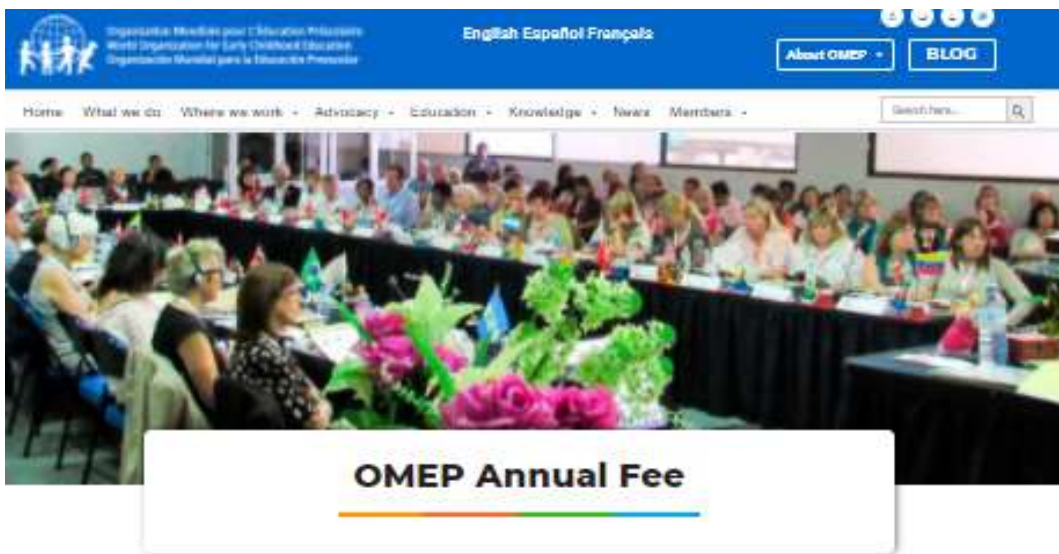 Organisation Mondiale pour L'Éducation Préscolaire
World Organization for Early Childhood Education
Organización Mundial para la Educación Preescolar
English Español Français
About OMEP
BLOG
Home What we do Where we work Advocacy Education Knowledge News Members
Search here...
OMEP Annual Fee